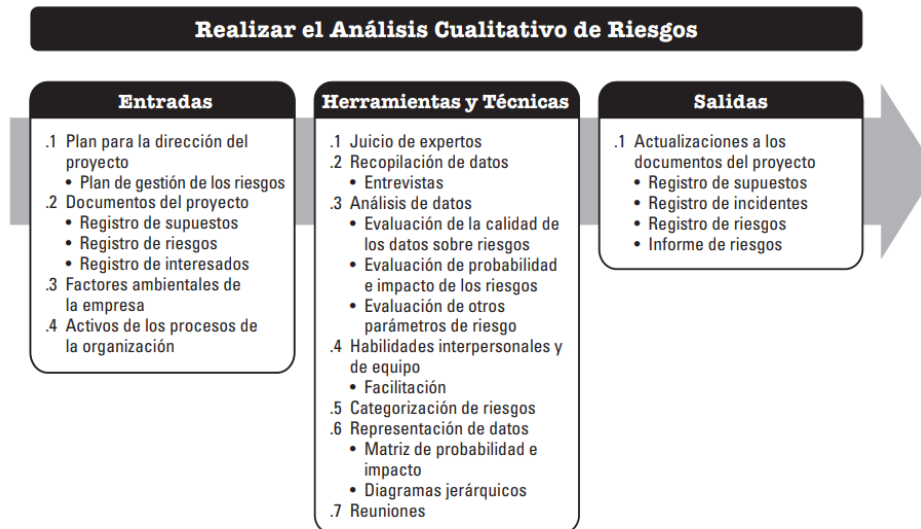 Realizar el Análisis Cualitativo de Riesgos
Entradas
.1 Plan para la dirección del
proyecto
• Plan de gestión de los riesgos
.2 Documentos del proyecto
• Registro de supuestos
• Registro de riesgos
• Registro de interesados
.3 Factores ambientales de
la empresa
.4 Activos de los procesos de
la organización
Herramientas y Técnicas
.1 Juicio de expertos
.2 Recopilación de datos
• Entrevistas
.3 Análisis de datos
• Evaluación de la calidad de
los datos sobre riesgos
• Evaluación de probabilidad
e impacto de los riesgos
• Evaluación de otros
parámetros de riesgo
.4 Habilidades interpersonales y
de equipo
• Facilitación
.5 Categorización de riesgos
.6 Representación de datos
• Matriz de probabilidad e
impacto
• Diagramas jerárquicos
.7 Reuniones
Salidas
.1 Actualizaciones a los
documentos del proyecto
• Registro de supuestos
• Registro de incidentes
• Registro de riesgos
• Informe de riesgos